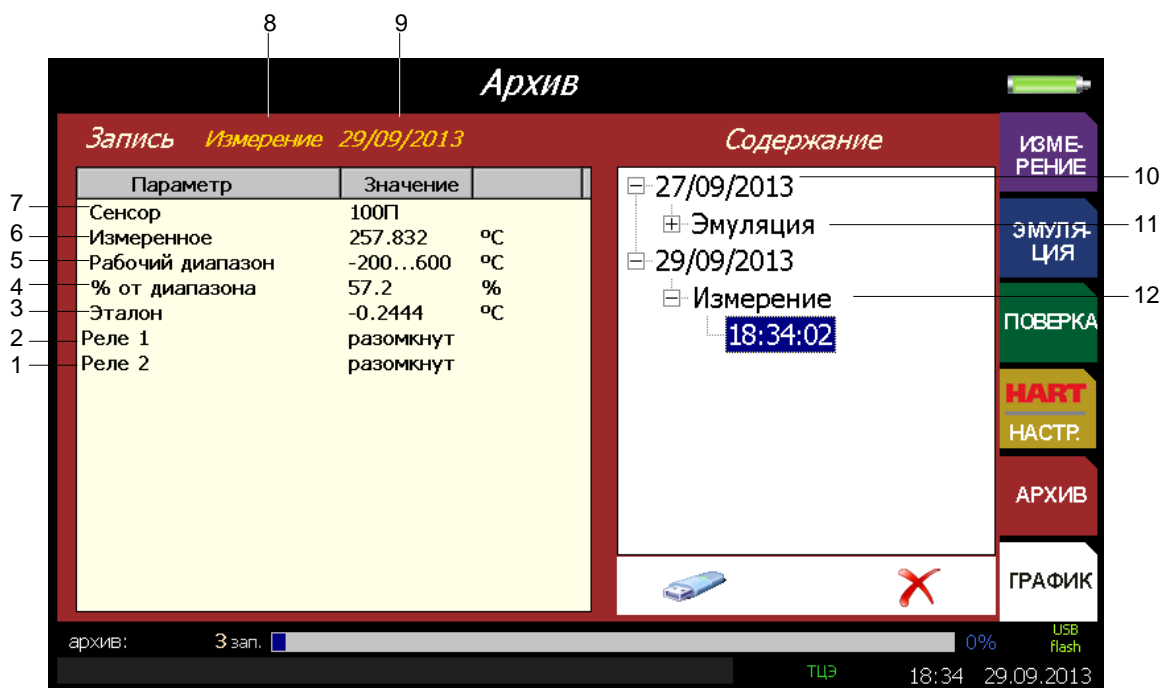 8 9
Архив
Запись Измерение 29/09/2013
Параметр Значение
7 Сенсор 100П
6 Измеренное 257.832 ºC
5 Рабочий диапазон -200...600 ºC
4 % от диапазона 57.2 %
3 Эталон -0.2444 ºC
2 Реле 1 разомкнут
1 Реле 2 разомкнут
Содержание
27/09/2013 10
Эмуляция 11
29/09/2013
Измерение 12
18:34:02
ИЗМЕ-
РЕНИЕ
ЭМУЛЯ-
ЦИЯ
ПОВЕРКА
HART
НАСТР.
АРХИВ
ГРАФИК
архив: 3 зап. 0% USB
flash
ТЦЭ 18:34 29.09.2013